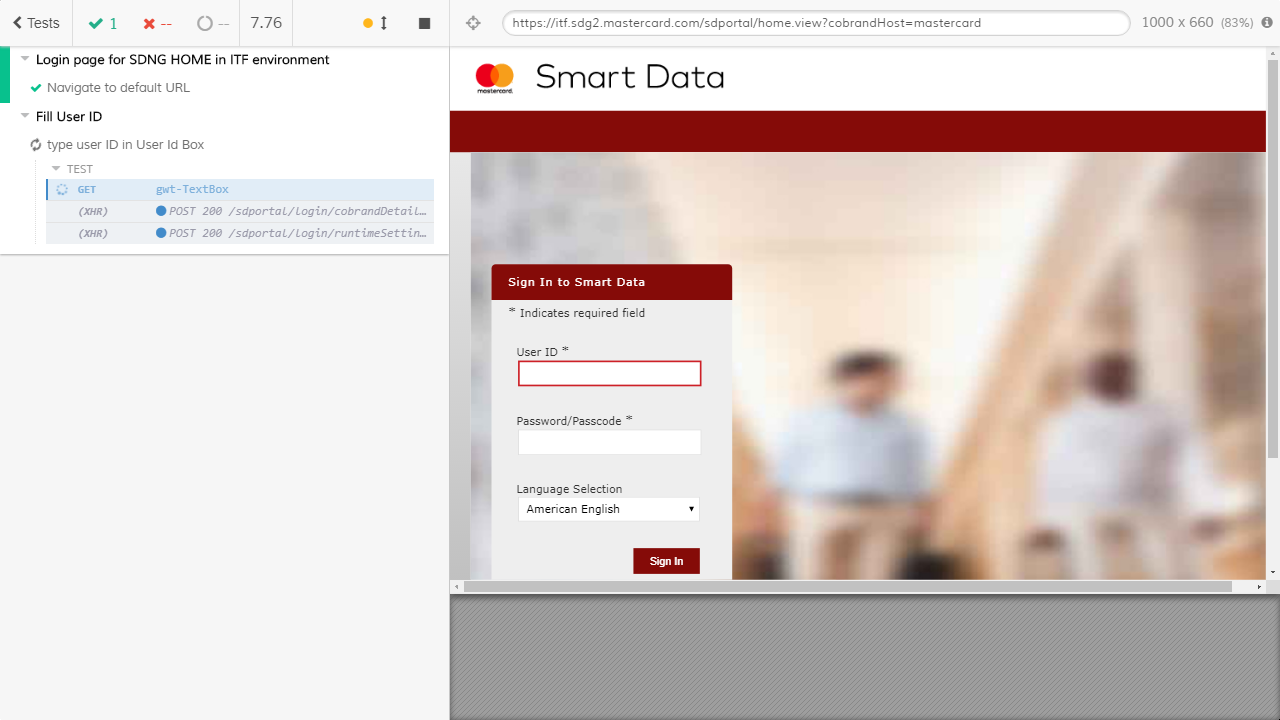 Tests
1
--
--
7.76
https://itf.sdg2.mastercard.com/sdportal/home.view?cobrandHost=mastercard
1000 x 660 (83%)
Login page for SDNG HOME in ITF environment
Navigate to default URL
Fill User ID
type user ID in User Id Box
TEST
GET gwt-TextBox
(XHR) POST 200 /sdportal/login/cobrandDetail…
(XHR) POST 200 /sdportal/login/runtimeSettin…
mastercard.
Smart Data
Sign In to Smart Data
* Indicates required field
User ID *
Password/Passcode *
Language Selection
American English
Sign In